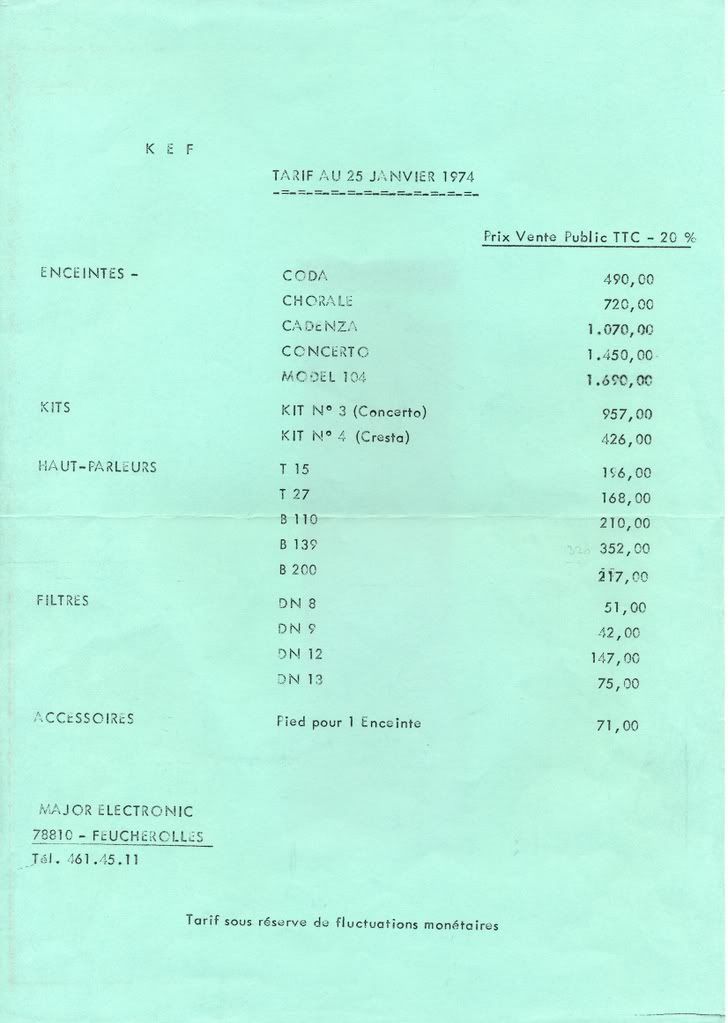 K E F
TARIF AU 25 JANVIER 1974
-=-=-=-=-=-=-=-=-=-=-=-=-=-
Prix Vente Public TTC - 20 %
ENCEINTES - CODA 490,00
CHORALE 720,00
CADENZA 1.070,00
CONCERTO 1.450,00
MODEL 104 1.690,00
KITS KIT N° 3 (Concerto) 957,00
KIT N° 4 (Cresta) 426,00
HAUT-PARLEURS T 15 196,00
T 27 168,00
B 110 210,00
B 139 352,00
B 200 217,00
FILTRES DN 8 51,00
DN 9 42,00
DN 12 147,00
DN 13 75,00
ACCESSOIRES Pied pour 1 Enceinte 71,00
MAJOR ELECTRONIC
78810 - FEUCHEROLLES
Tél. 461.45.11
Tarif sous réserve de fluctuations monétaires